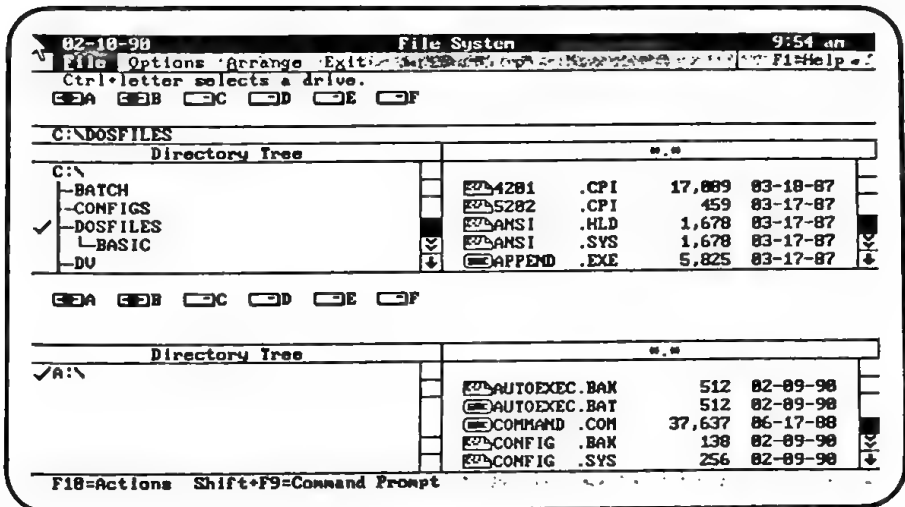 02-10-90 File System 9:54 am
File Options Arrange Exit F1=Help
Ctrl+letter selects a drive.
A B C D E F
C:\DOSFILES
Directory Tree *.*
C:\
BATCH 4201 .CPI 17,089 03-18-87
CONFIGS 5202 .CPI 459 03-17-87
DOSFILES ANSI .HLD 1,678 03-17-87
BASIC ANSI .SYS 1,678 03-17-87
DV APPEND .EXE 5,825 03-17-87
A B C D E F
Directory Tree *.*
A:\
AUTOEXEC.BAK 512 02-09-90
AUTOEXEC.BAT 512 02-09-90
COMMAND .COM 37,637 06-17-88
CONFIG .BAK 138 02-09-90
CONFIG .SYS 256 02-09-90
F10=Actions Shift+F9=Command Prompt